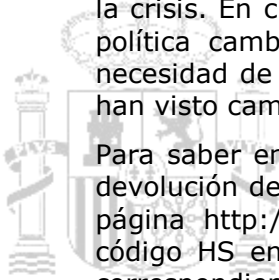 la crisis. En c
política camb
necesidad de
han visto cam
Para saber en
devolución de
página http:/
código HS en